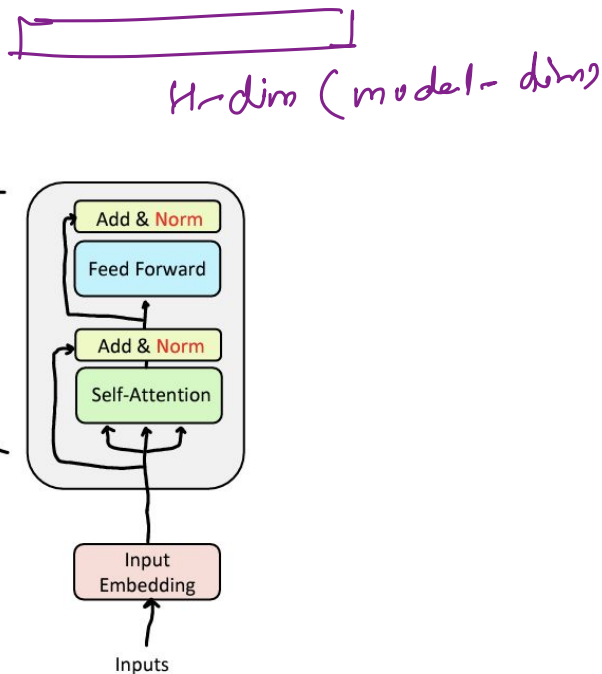 H-dim (model-dim)
Add & Norm
Feed Forward
Add & Norm
Self-Attention
Input
Embedding
Inputs